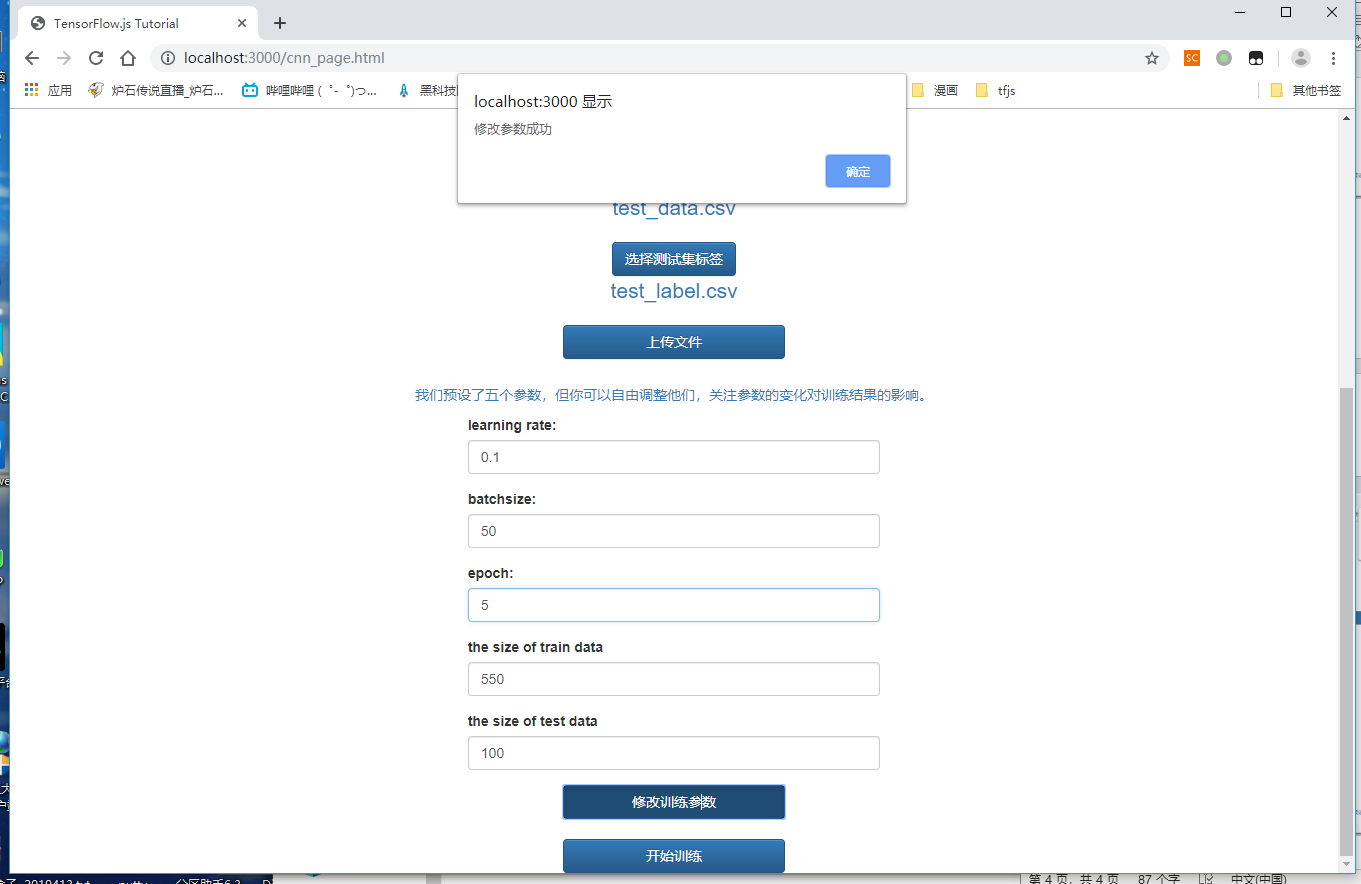 TensorFlow.js Tutorial
localhost:3000/cnn_page.html
SC
应用 炉石传说直播_炉石... 哔哩哔哩 ( ゜- ゜)つ... 黑科技 漫画 tfjs 其他书签
localhost:3000 显示
修改参数成功
确定
test_data.csv
选择测试集标签
test_label.csv
上传文件
我们预设了五个参数，但你可以自由调整他们，关注参数的变化对训练结果的影响。
learning rate:
0.1
batchsize:
50
epoch:
5
the size of train data
550
the size of test data
100
修改训练参数
开始训练
第 4 页，共 4 页 87 个字 中文(中国)